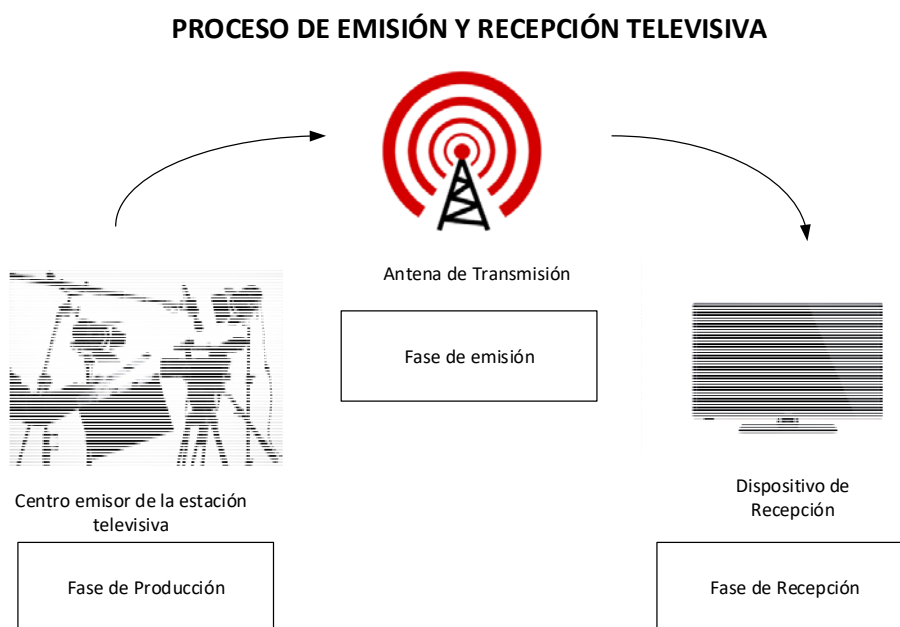 PROCESO DE EMISIÓN Y RECEPCIÓN TELEVISIVA
Antena de Transmisión
Fase de emisión
Centro emisor de la estación
televisiva
Fase de Producción
Dispositivo de
Recepción
Fase de Recepción